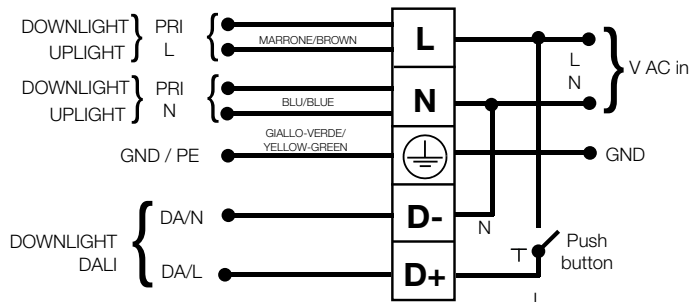 DOWNLIGHT
UPLIGHT
PRI
L
MARRONE/BROWN
L
L
N
V AC in
DOWNLIGHT
UPLIGHT
PRI
N
BLU/BLUE
N
GIALLO-VERDE/
YELLOW-GREEN
GND / PE
GND
DA/N
D-
N
DOWNLIGHT
DALI
DA/L
D+
Push
button
L